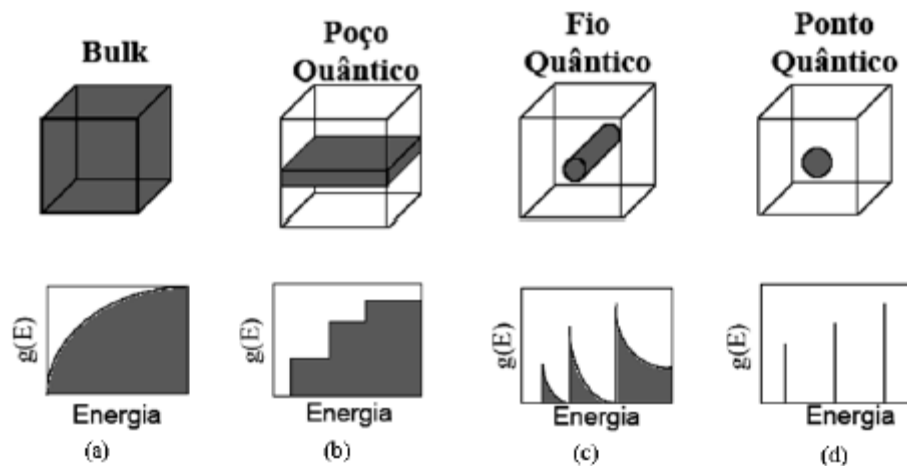 Bulk
Poço
Quântico
Fio
Quântico
Ponto
Quântico
g(E)
Energia
(a)
g(E)
Energia
(b)
g(E)
Energia
(c)
g(E)
Energia
(d)